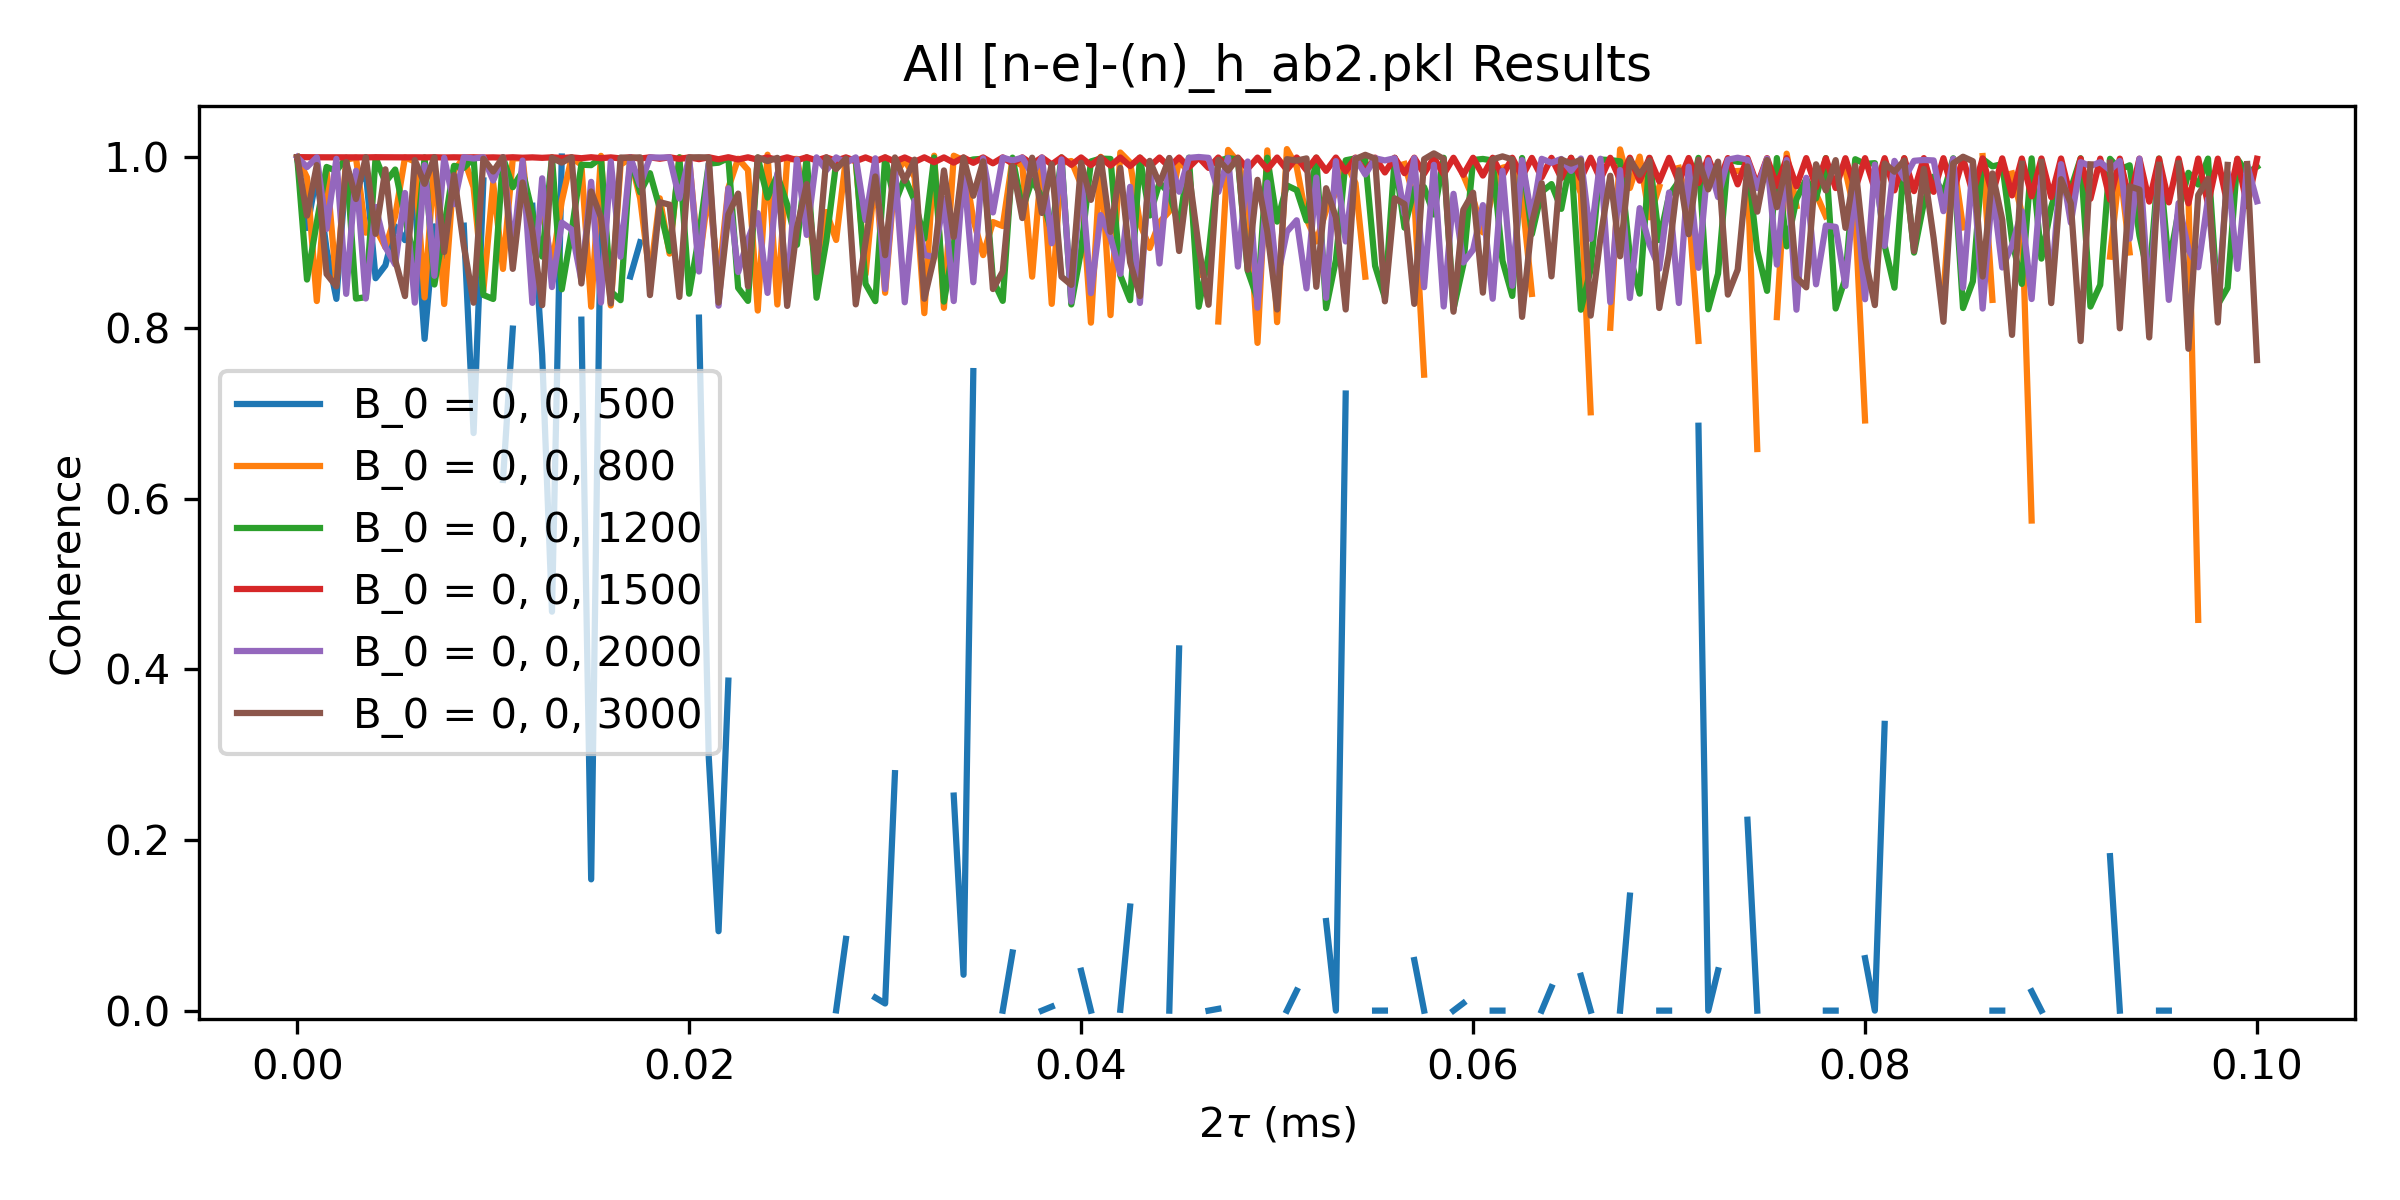 All [n-e]-(n)_h_ab2.pkl Results
1.0
0.8
0.6
0.4
0.2
0.0
Coherence
B_0 = 0, 0, 500
B_0 = 0, 0, 800
B_0 = 0, 0, 1200
B_0 = 0, 0, 1500
B_0 = 0, 0, 2000
B_0 = 0, 0, 3000
0.00 0.02 0.04 0.06 0.08 0.10
2τ (ms)